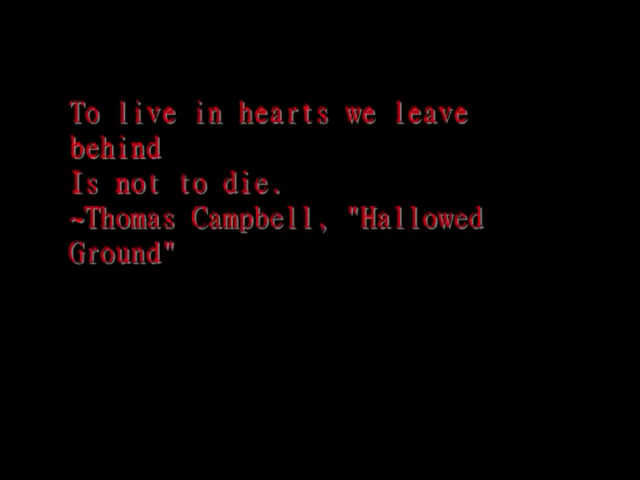 To live in hearts we leave
behind
Is not to die.
~Thomas Campbell, "Hallowed
Ground"